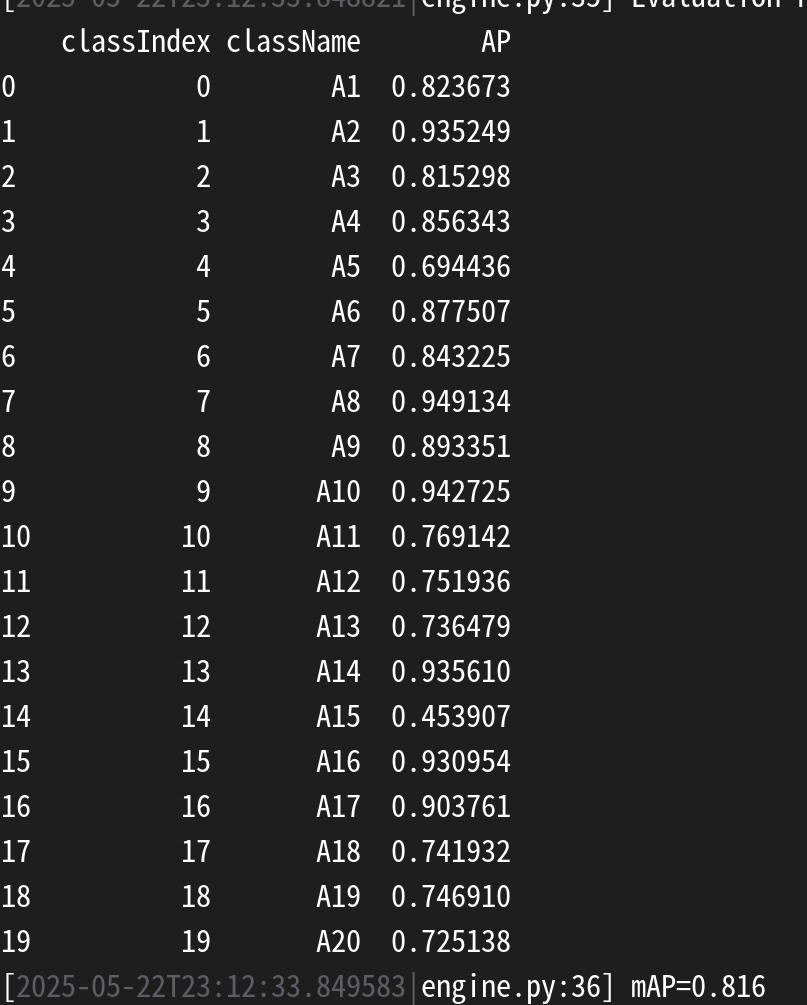 classIndex className AP
0 0 A1 0.823673
1 1 A2 0.935249
2 2 A3 0.815298
3 3 A4 0.856343
4 4 A5 0.694436
5 5 A6 0.877507
6 6 A7 0.843225
7 7 A8 0.949134
8 8 A9 0.893351
9 9 A10 0.942725
10 10 A11 0.769142
11 11 A12 0.751936
12 12 A13 0.736479
13 13 A14 0.935610
14 14 A15 0.453907
15 15 A16 0.930954
16 16 A17 0.903761
17 17 A18 0.741932
18 18 A19 0.746910
19 19 A20 0.725138
[2025-05-22T23:12:33.849583|engine.py:36] mAP=0.816